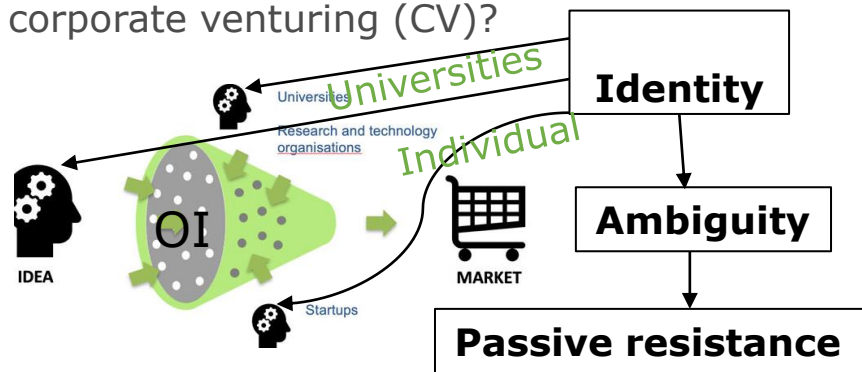 corporate venturing (CV)?
Universities
Universities
Identity
Research and technology
organisations
Individual
OI
Ambiguity
IDEA
MARKET
Startups
Passive resistance